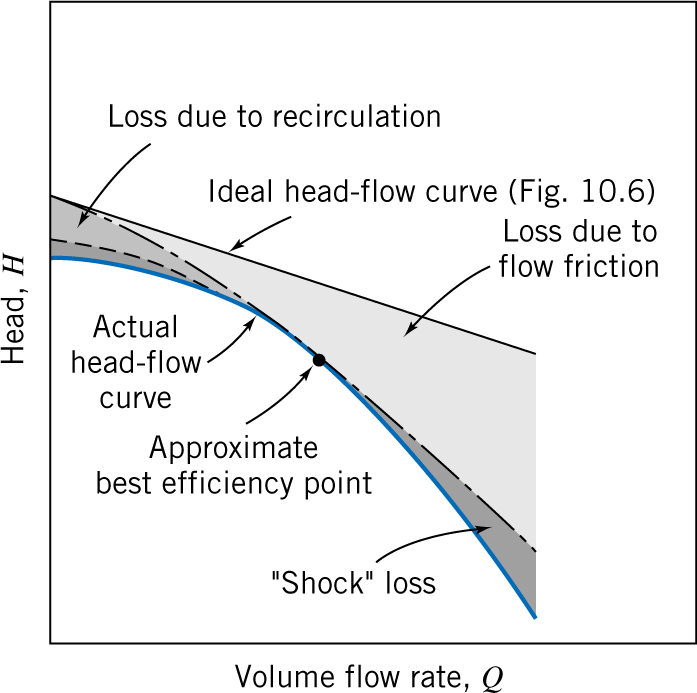 Loss due to recirculation
Ideal head-flow curve (Fig. 10.6)
Loss due to
flow friction
Head, H
Actual
head-flow
curve
Approximate
best efficiency point
"Shock" loss
Volume flow rate, Q